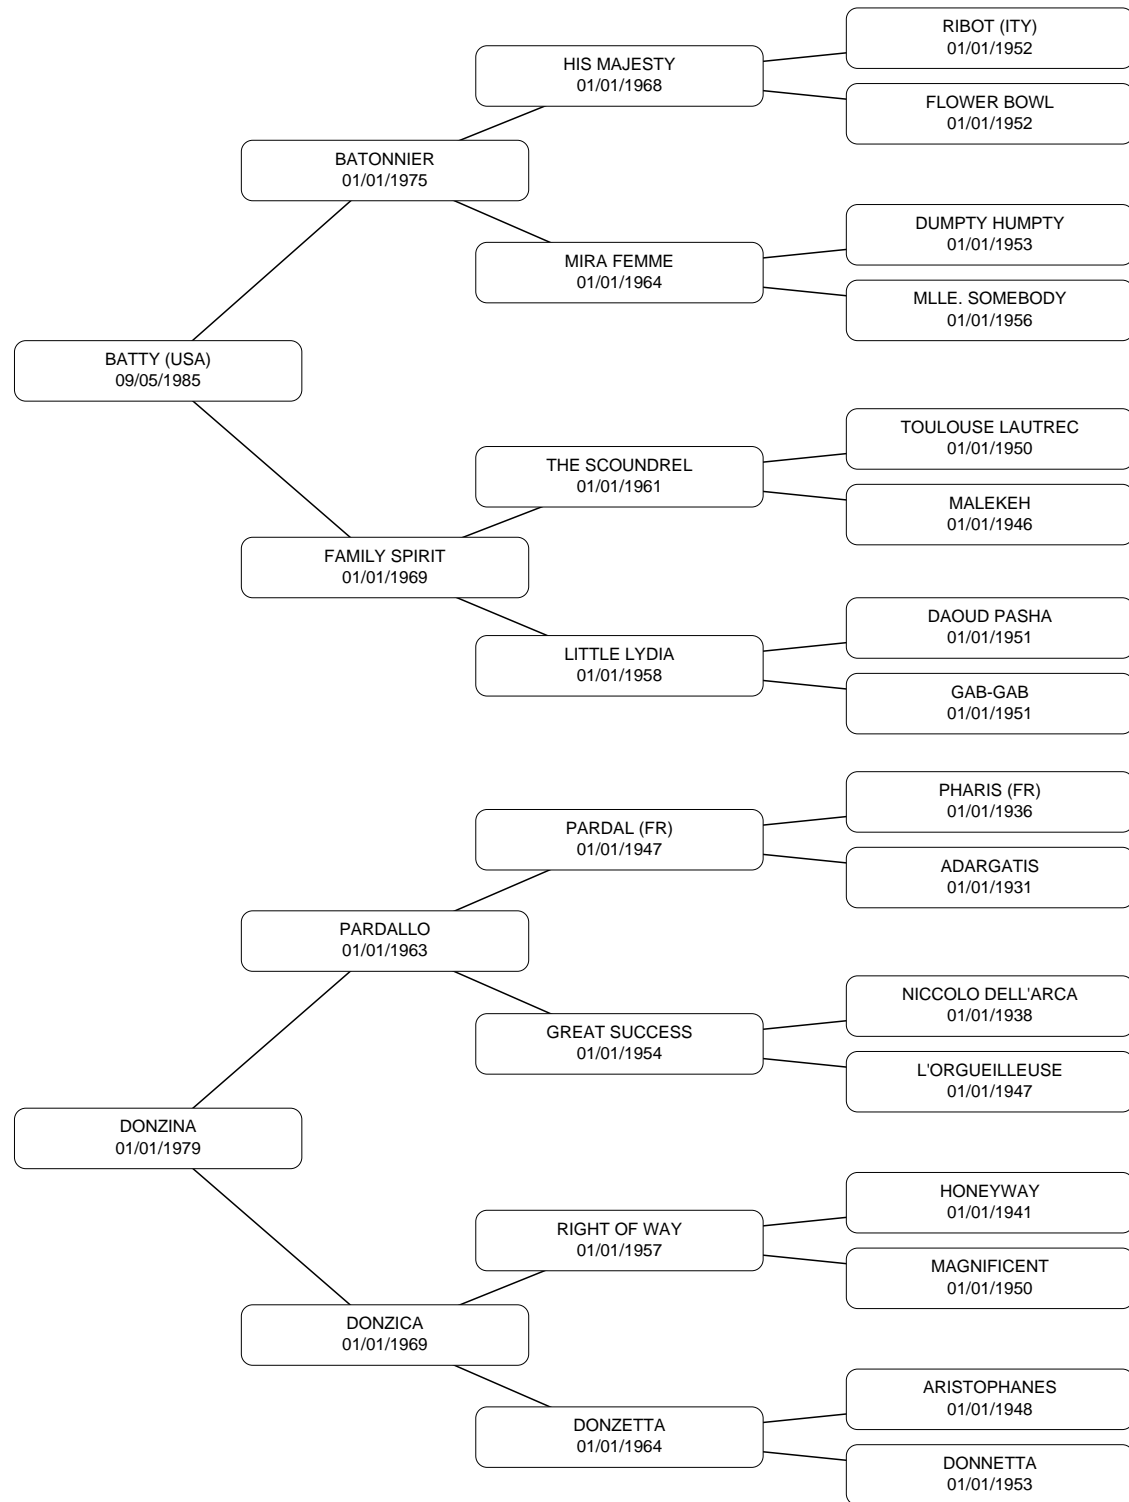 RIBOT (ITY)
01/01/1952
HIS MAJESTY
01/01/1968
FLOWER BOWL
01/01/1952
BATONNIER
01/01/1975
DUMPTY HUMPTY
01/01/1953
MIRA FEMME
01/01/1964
MLLE. SOMEBODY
01/01/1956
BATTY (USA)
09/05/1985
TOULOUSE LAUTREC
01/01/1950
THE SCOUNDREL
01/01/1961
MALEKEH
01/01/1946
FAMILY SPIRIT
01/01/1969
DAOUD PASHA
01/01/1951
LITTLE LYDIA
01/01/1958
GAB-GAB
01/01/1951
PHARIS (FR)
01/01/1936
PARDAL (FR)
01/01/1947
ADARGATIS
01/01/1931
PARDALLO
01/01/1963
NICCOLO DELL'ARCA
01/01/1938
GREAT SUCCESS
01/01/1954
L'ORGUEILLEUSE
01/01/1947
DONZINA
01/01/1979
HONEYWAY
01/01/1941
RIGHT OF WAY
01/01/1957
MAGNIFICENT
01/01/1950
DONZICA
01/01/1969
ARISTOPHANES
01/01/1948
DONZETTA
01/01/1964
DONNETTA
01/01/1953